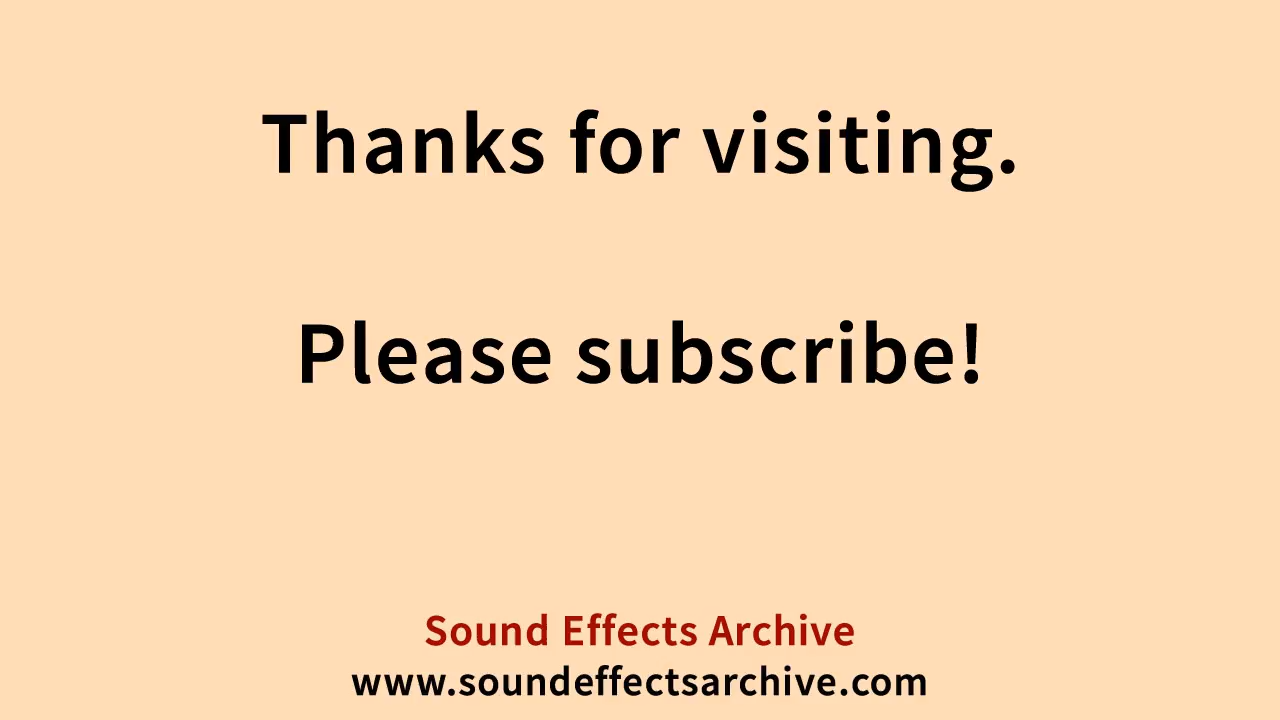 Thanks for visiting.
Please subscribe!
Sound Effects Archive
www.soundeffectsarchive.com